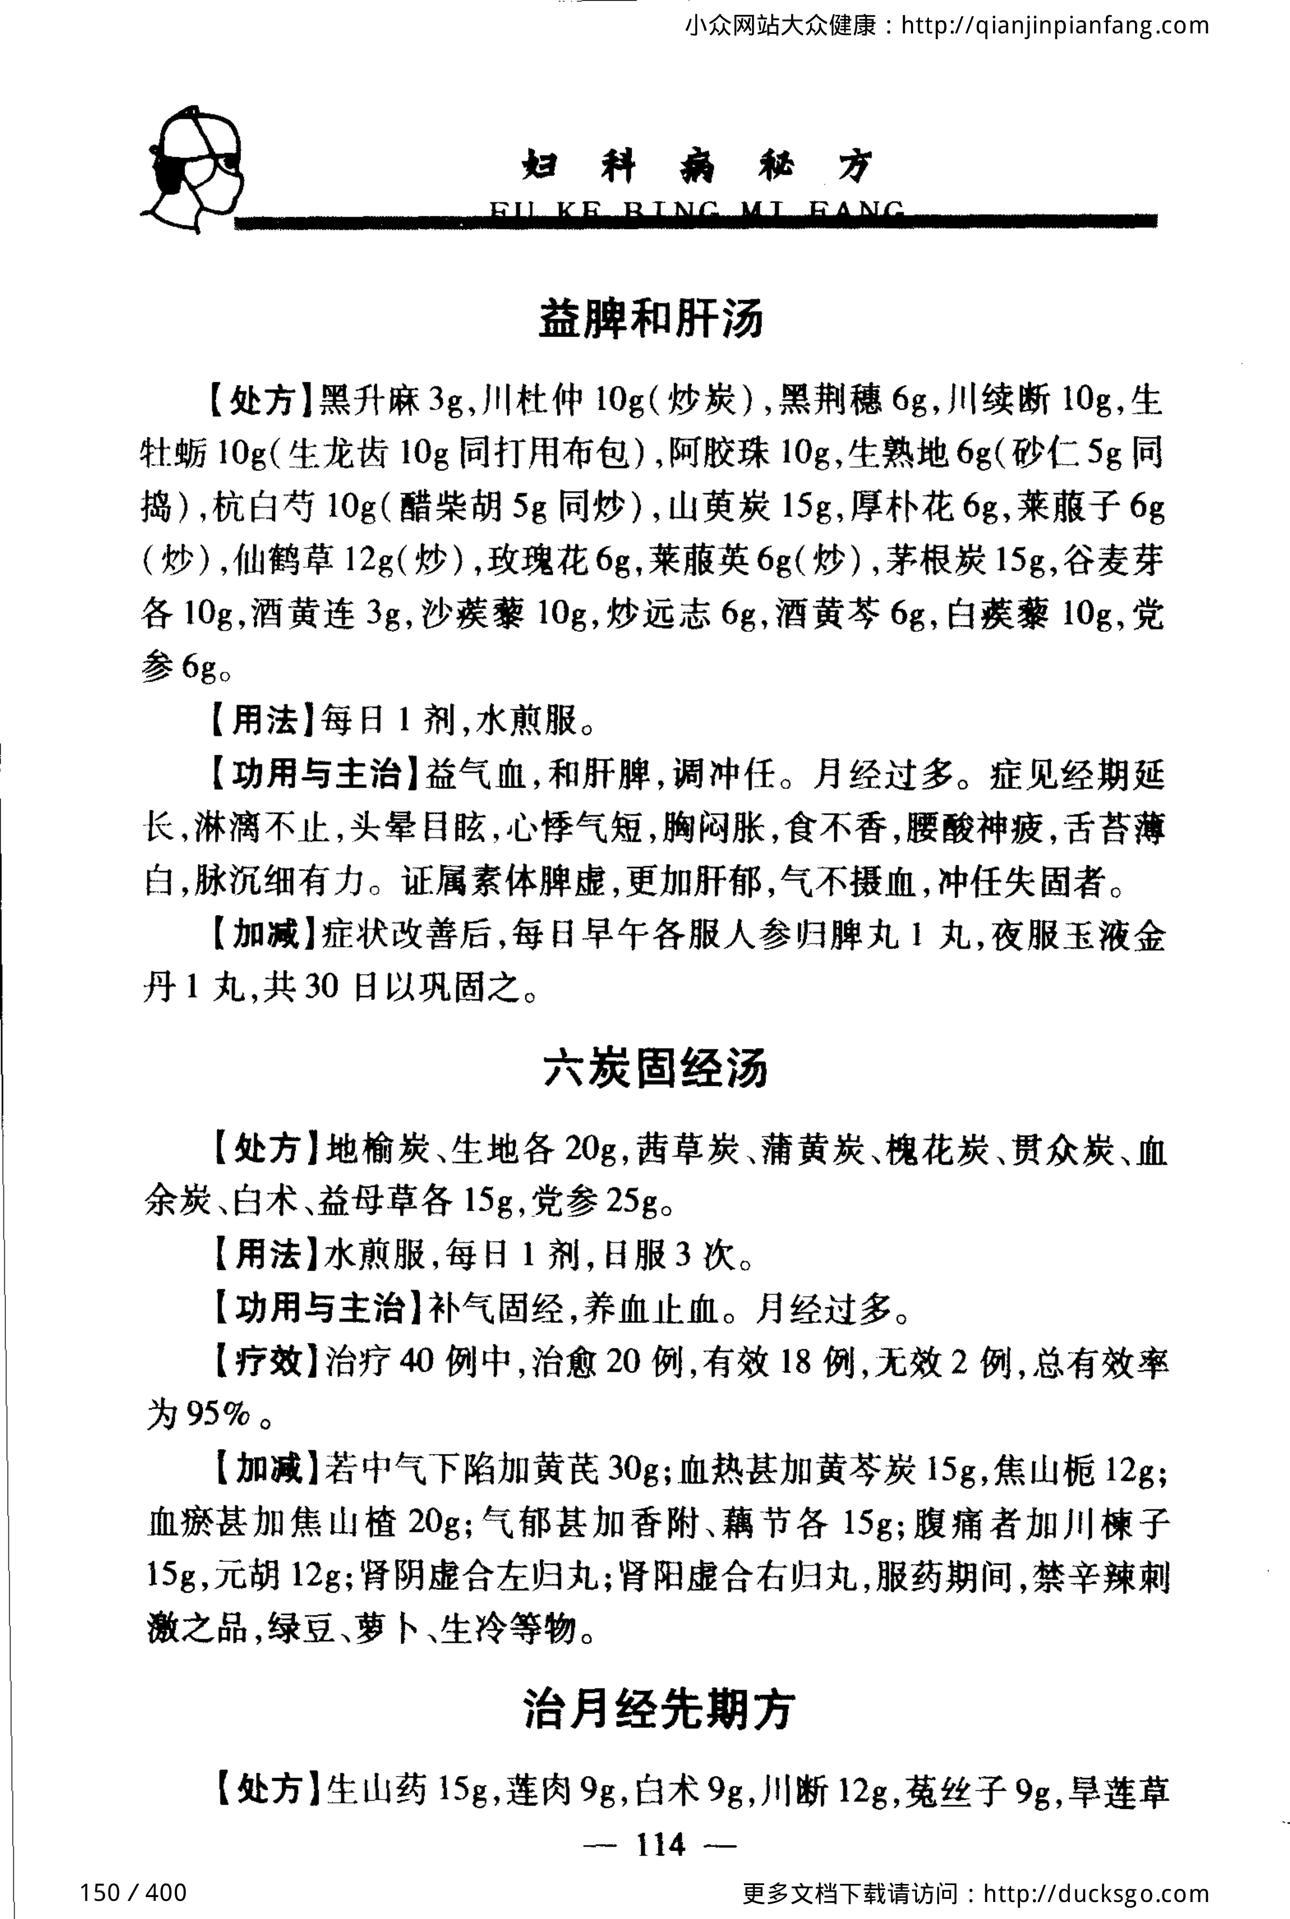 小众网站大众健康：http://qianjinpianfang.com
妇科病秘方
FU KE BING MI FANG
益脾和肝汤
【处方】黑升麻3g,川杜仲10g(炒炭),黑荆穗6g,川续断10g,生
牡蛎10g(生龙齿10g同打用布包),阿胶珠10g,生熟地6g(砂仁5g同
捣),杭白芍10g(醋柴胡5g同炒),山萸炭15g,厚朴花6g,莱菔子6g
(炒),仙鹤草12g(炒),玫瑰花6g,莱菔英6g(炒),茅根炭15g,谷麦芽
各10g,酒黄连3g,沙蒺藜10g,炒远志6g,酒黄芩6g,白蒺藜10g,党
参6g。
【用法】每日1剂,水煎服。
【功用与主治】益气血,和肝脾,调冲任。月经过多。症见经期延
长,淋漓不止,头晕目眩,心悸气短,胸闷胀,食不香,腰酸神疲,舌苔薄
白,脉沉细有力。证属素体脾虚,更加肝郁,气不摄血,冲任失固者。
【加减】症状改善后,每日早午各服人参归脾丸1丸,夜服玉液金
丹1丸,共30日以巩固之。
六炭固经汤
【处方】地榆炭、生地各20g,茜草炭、蒲黄炭、槐花炭、贯众炭、血
余炭、白术、益母草各15g,党参25g。
【用法】水煎服,每日1剂,日服3次。
【功用与主治】补气固经,养血止血。月经过多。
【疗效】治疗40例中,治愈20例,有效18例,无效2例,总有效率
为95%。
【加减】若中气下陷加黄芪30g;血热甚加黄芩炭15g,焦山栀12g;
血瘀甚加焦山楂20g;气郁甚加香附、藕节各15g;腹痛者加川楝子
15g,元胡12g;肾阴虚合左归丸;肾阳虚合右归丸,服药期间,禁辛辣刺
激之品,绿豆、萝卜、生冷等物。
治月经先期方
【处方】生山药15g,莲肉9g,白术9g,川断12g,菟丝子9g,旱莲草
— 114 —
150 / 400
更多文档下载请访问：http://ducksgo.com